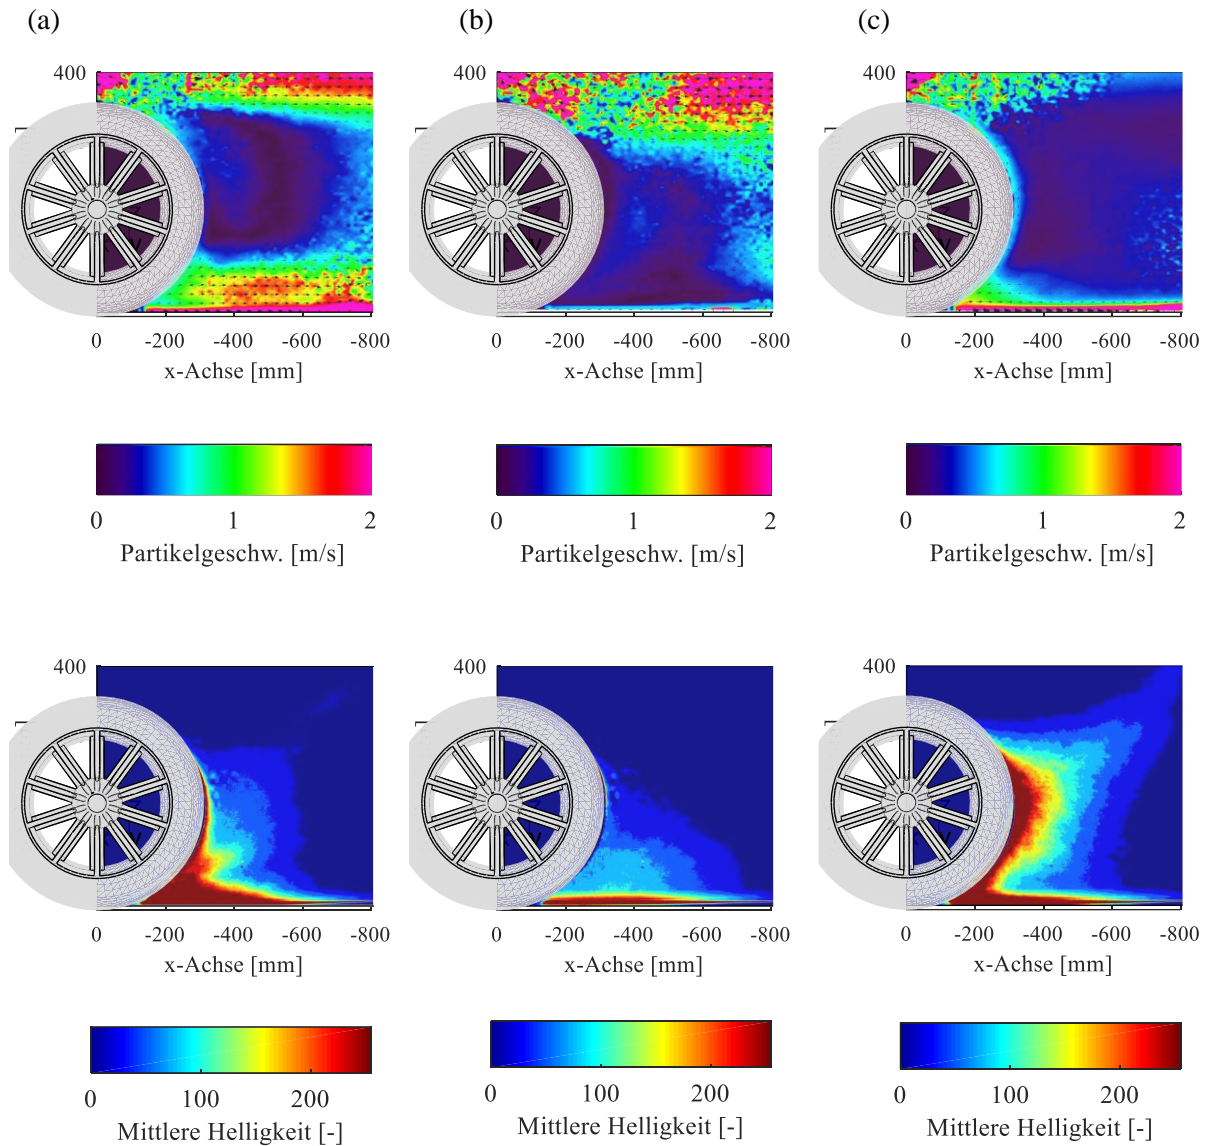 (a) (b) (c)
400 400 400
0 -200 -400 -600 -800 0 -200 -400 -600 -800 0 -200 -400 -600 -800
x-Achse [mm] x-Achse [mm] x-Achse [mm]
0 1 2 0 1 2 0 1 2
Partikelgeschw. [m/s] Partikelgeschw. [m/s] Partikelgeschw. [m/s]
400 400 400
0 -200 -400 -600 -800 0 -200 -400 -600 -800 0 -200 -400 -600 -800
x-Achse [mm] x-Achse [mm] x-Achse [mm]
0 100 200 0 100 200 0 100 200
Mittlere Helligkeit [-] Mittlere Helligkeit [-] Mittlere Helligkeit [-]